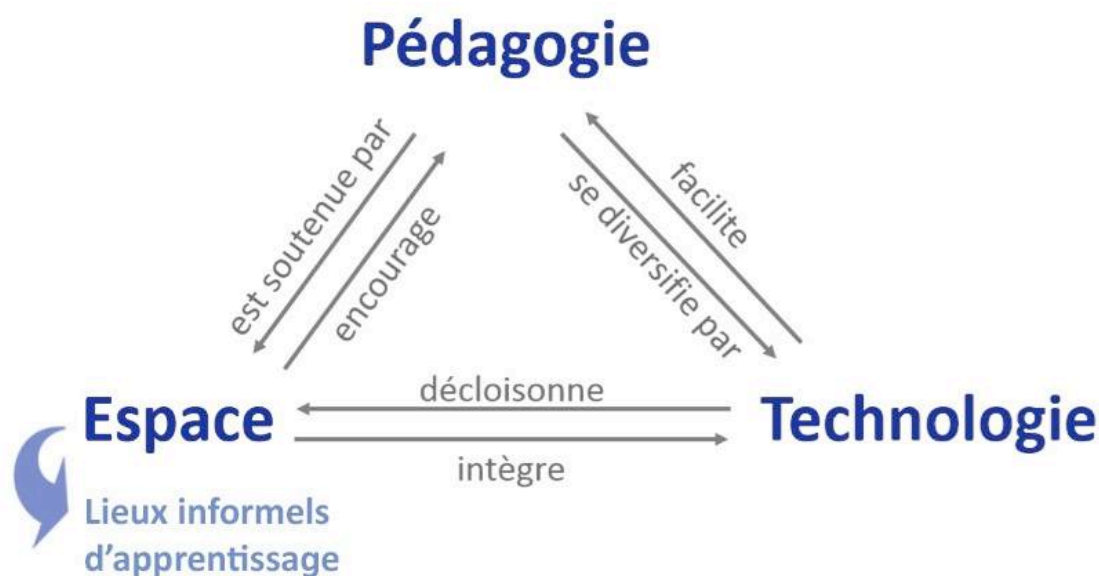 Pédagogie
est soutenue par
encourage
se diversifie par
facilite
décloisonne
Espace
Technologie
intègre
Lieux informels
d'apprentissage